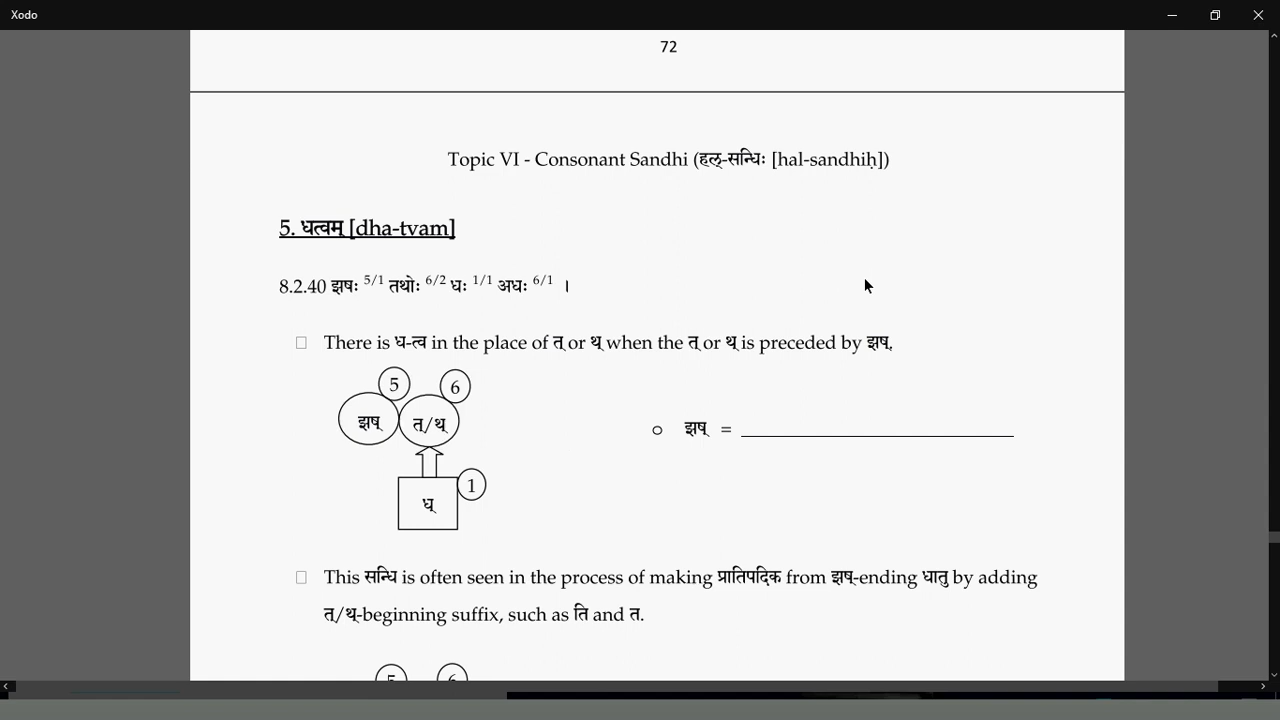 Xodo
72
Topic VI - Consonant Sandhi (हल्-सन्धिः [hal-sandhiḥ])
5. धत्वम् [dha-tvam]
8.2.40 झषः 5/1 तथोः 6/2 धः 1/1 अधः 6/1 ।
There is ध-त्व in the place of त् or थ् when the त् or थ् is preceded by झष्.
5 6
झष् त्/थ्
झष् = 
1
ध्
This सन्धि is often seen in the process of making प्रातिपदिक from झष्-ending धातु by adding
त्/थ्-beginning suffix, such as ति and त.
5 6